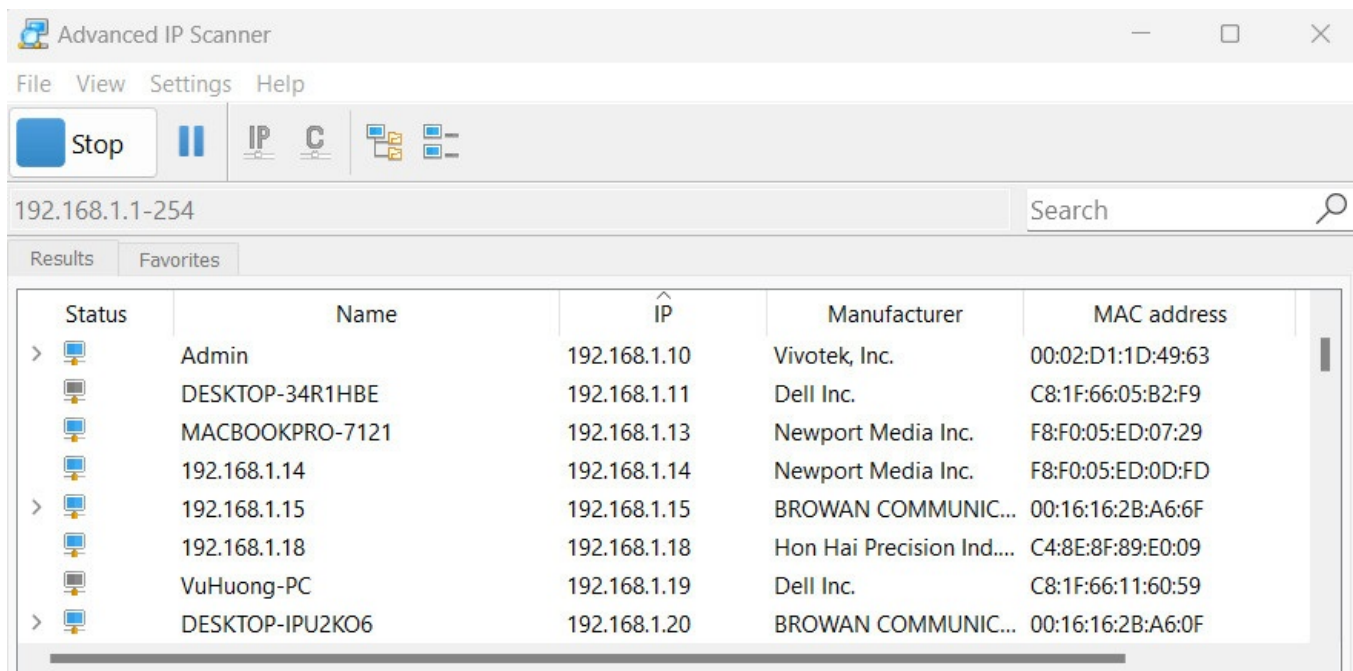 Advanced IP Scanner
File View Settings Help
Stop IP C
192.168.1.1-254 Search
Results Favorites
Status Name IP Manufacturer MAC address
Admin 192.168.1.10 Vivotek, Inc. 00:02:D1:1D:49:63
DESKTOP-34R1HBE 192.168.1.11 Dell Inc. C8:1F:66:05:B2:F9
MACBOOKPRO-7121 192.168.1.13 Newport Media Inc. F8:F0:05:ED:07:29
192.168.1.14 192.168.1.14 Newport Media Inc. F8:F0:05:ED:0D:FD
192.168.1.15 192.168.1.15 BROWAN COMMUNIC... 00:16:16:2B:A6:6F
192.168.1.18 192.168.1.18 Hon Hai Precision Ind.... C4:8E:8F:89:E0:09
VuHuong-PC 192.168.1.19 Dell Inc. C8:1F:66:11:60:59
DESKTOP-IPU2KO6 192.168.1.20 BROWAN COMMUNIC... 00:16:16:2B:A6:0F